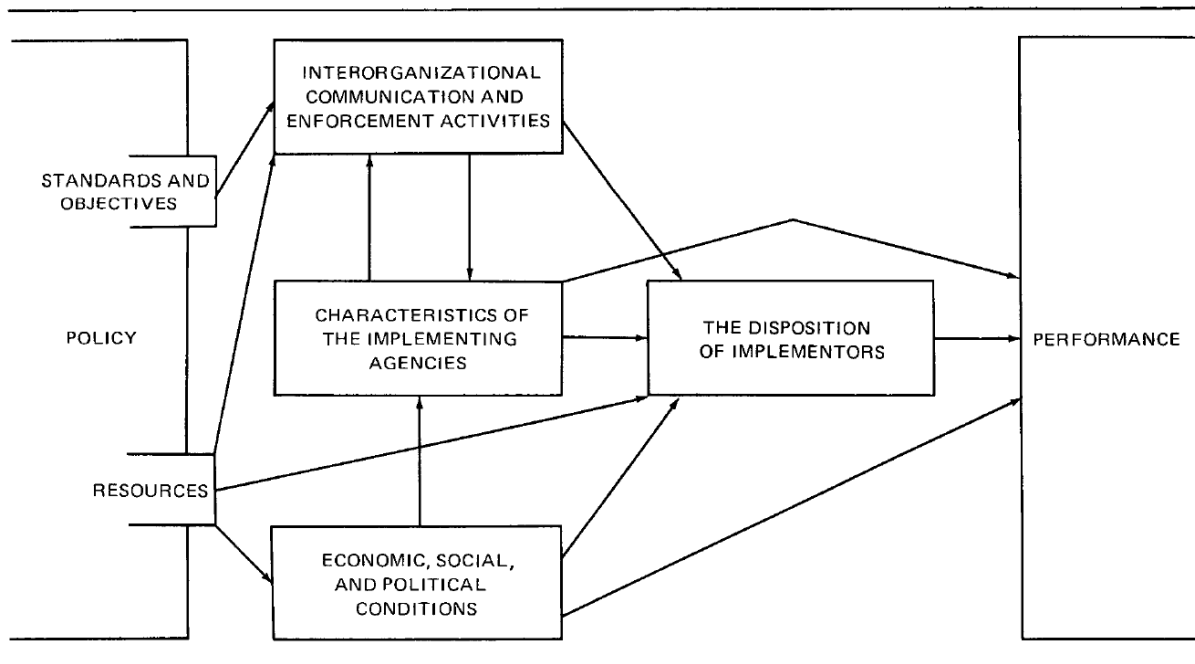 INTERORGANIZATIONAL
COMMUNICATION AND
ENFORCEMENT ACTIVITIES
STANDARDS AND
OBJECTIVES
POLICY
CHARACTERISTICS OF
THE IMPLEMENTING
AGENCIES
THE DISPOSITION
OF IMPLEMENTORS
PERFORMANCE
RESOURCES
ECONOMIC, SOCIAL,
AND POLITICAL
CONDITIONS